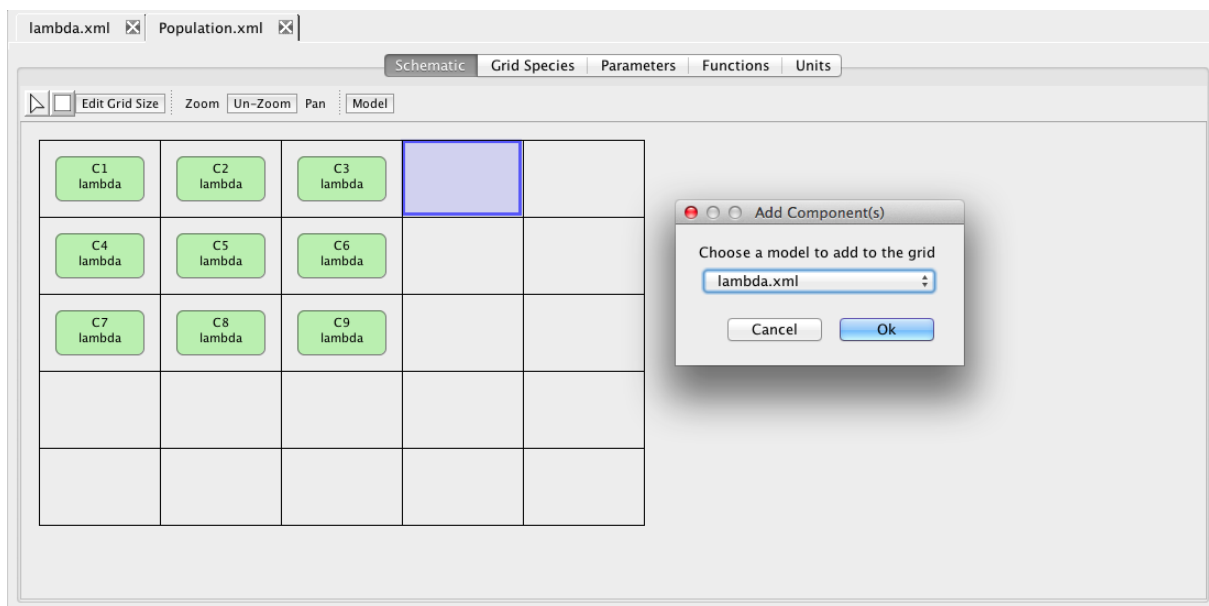 lambda.xml Population.xml
Schematic Grid Species Parameters Functions Units
Edit Grid Size Zoom Un-Zoom Pan Model
C1 C2 C3
lambda lambda lambda
C4 C5 C6
lambda lambda lambda
C7 C8 C9
lambda lambda lambda
Add Component(s)
Choose a model to add to the grid
lambda.xml
Cancel Ok